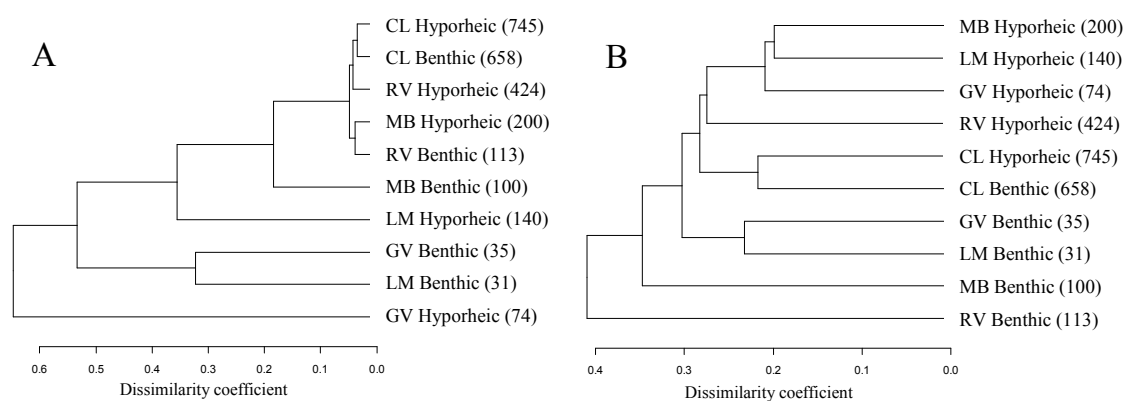 A
CL Hyporheic (745)
CL Benthic (658)
RV Hyporheic (424)
MB Hyporheic (200)
RV Benthic (113)
MB Benthic (100)
LM Hyporheic (140)
GV Benthic (35)
LM Benthic (31)
GV Hyporheic (74)
0.6 0.5 0.4 0.3 0.2 0.1 0.0
Dissimilarity coefficient
B
MB Hyporheic (200)
LM Hyporheic (140)
GV Hyporheic (74)
RV Hyporheic (424)
CL Hyporheic (745)
CL Benthic (658)
GV Benthic (35)
LM Benthic (31)
MB Benthic (100)
RV Benthic (113)
0.4 0.3 0.2 0.1 0.0
Dissimilarity coefficient